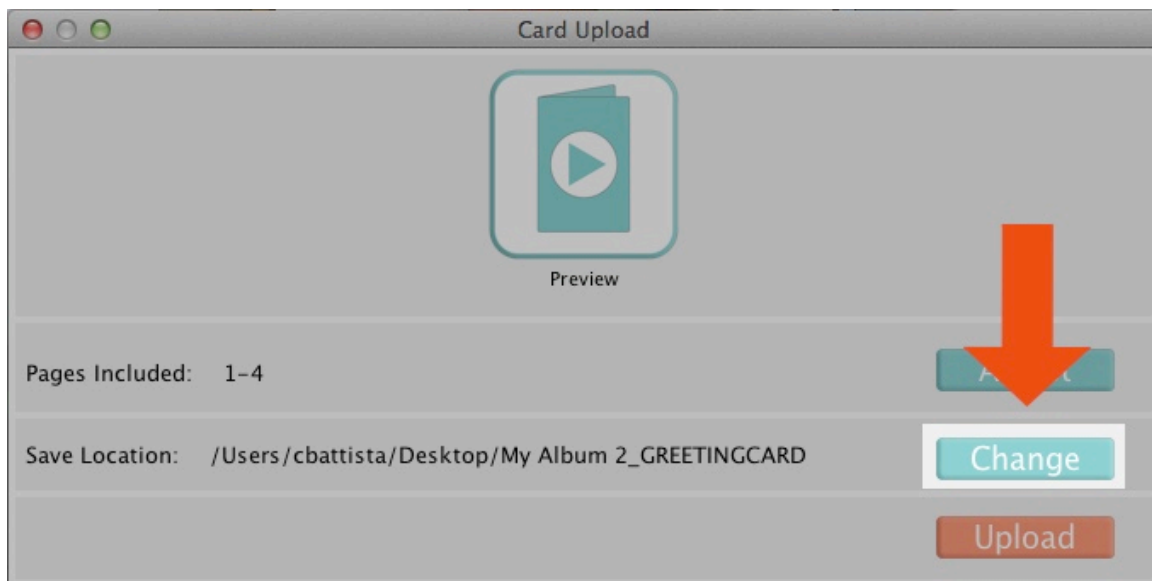 Card Upload
Preview
Pages Included: 1-4
Save Location: /Users/cbattista/Desktop/My Album 2_GREETINGCARD
Change
Upload